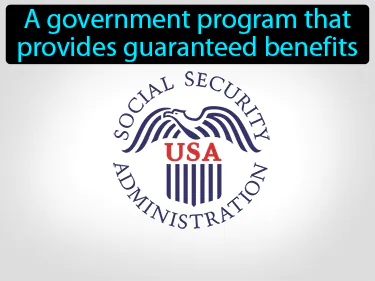 A government program that
provides guaranteed benefits
SOCIAL SECURITY
USA
ADMINISTRATION